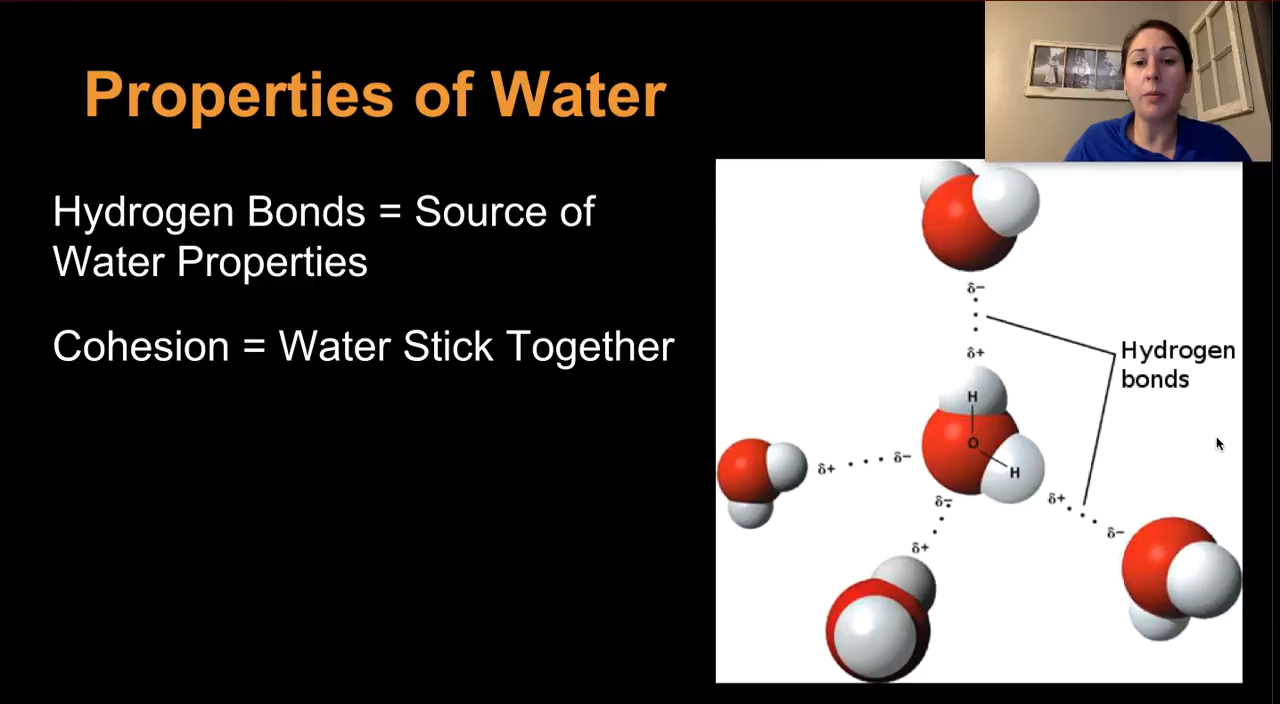 Properties of Water
Hydrogen Bonds = Source of
Water Properties
Cohesion = Water Stick Together
δ−
δ+
Hydrogen
bonds
H
O
H
δ+
δ−
δ−
δ+
δ+
δ−